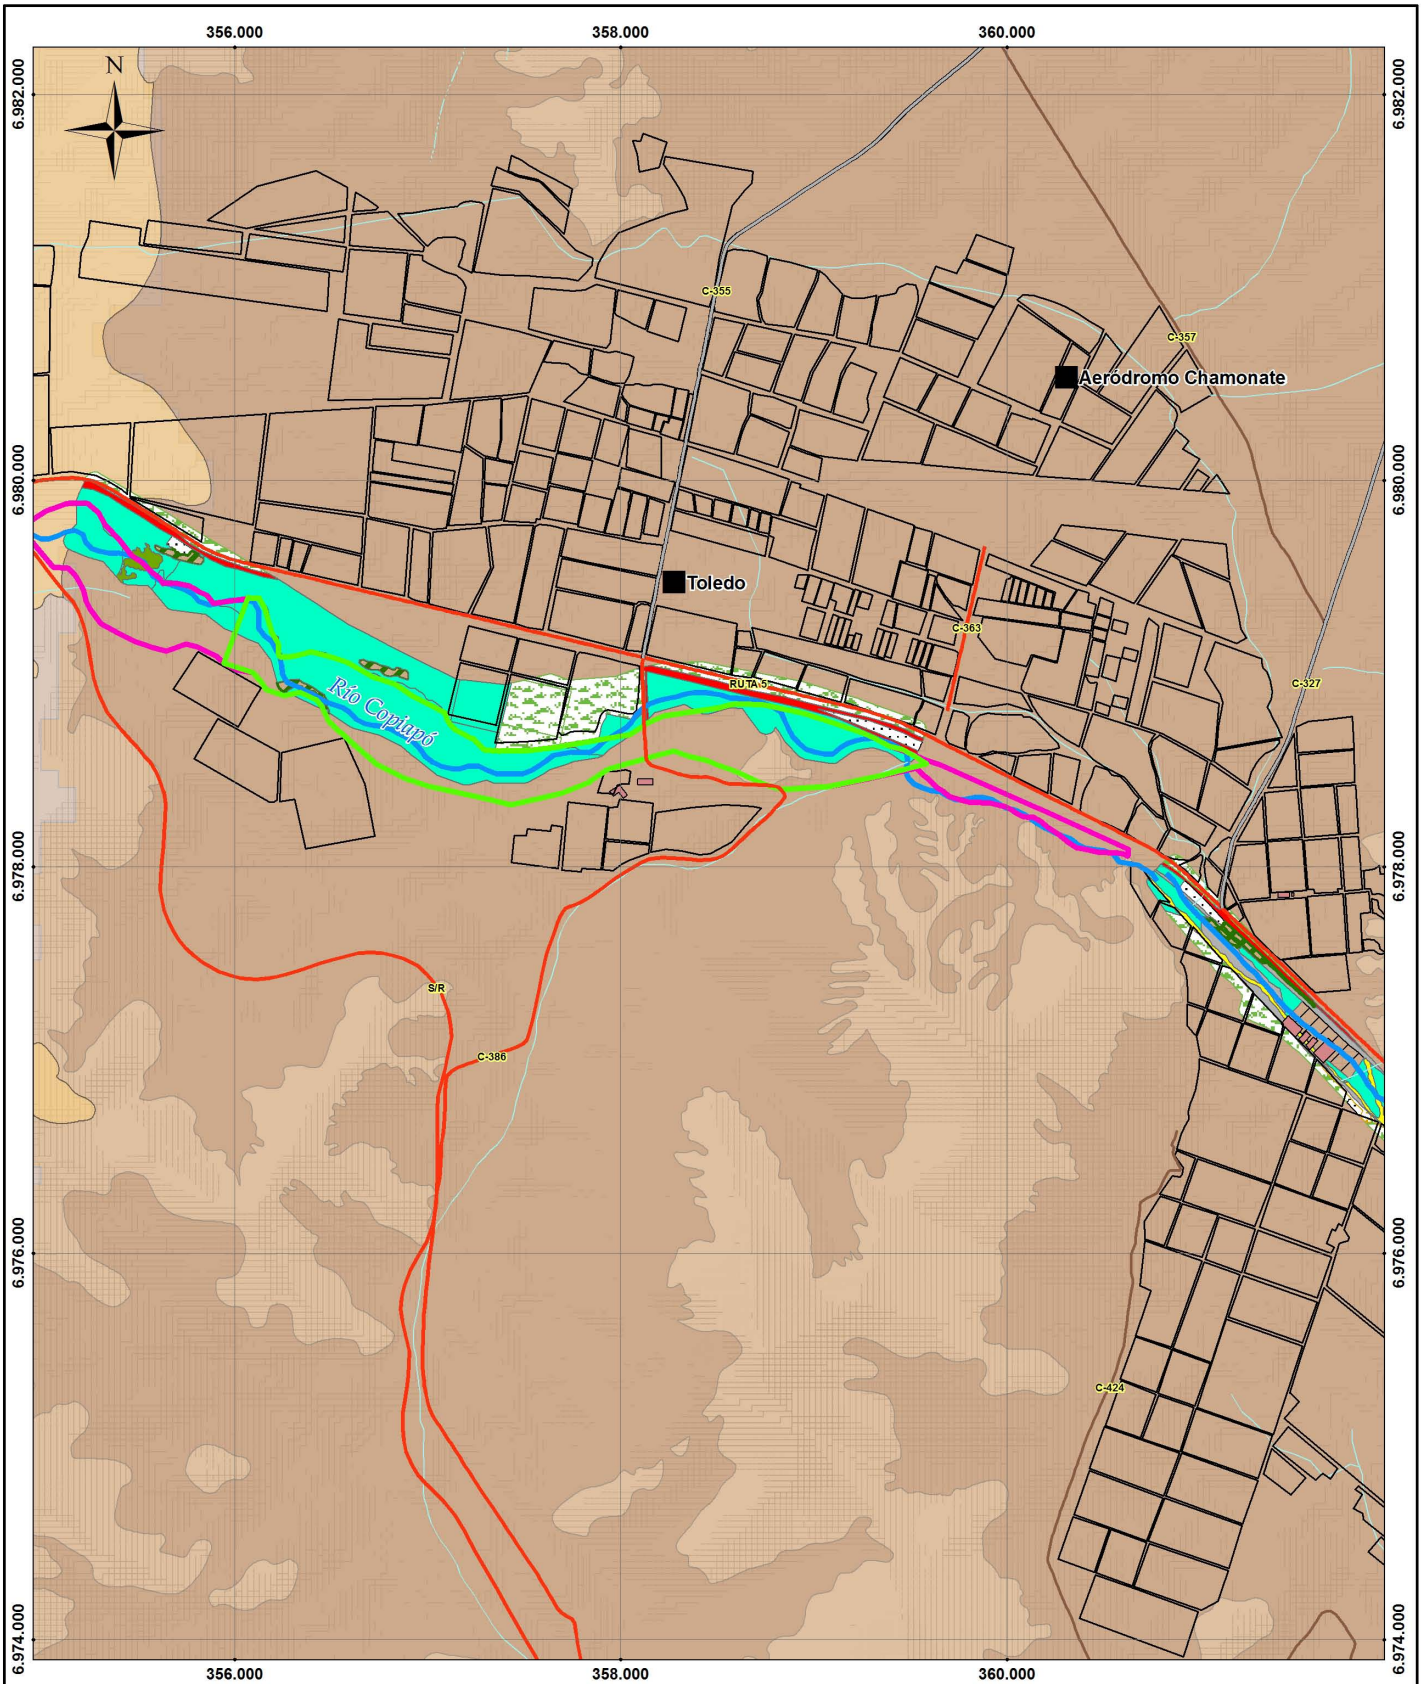 356.000 358.000 360.000
6.982.000 6.982.000
N
C-355
C-357
Aeródromo Chamonate
6.980.000 6.980.000
Toledo
C-363
RUTA 5
C-327
Río Copiapó
6.978.000 6.978.000
S/R
C-386
6.976.000 6.976.000
C-424
6.974.000 6.974.000
356.000 358.000 360.000